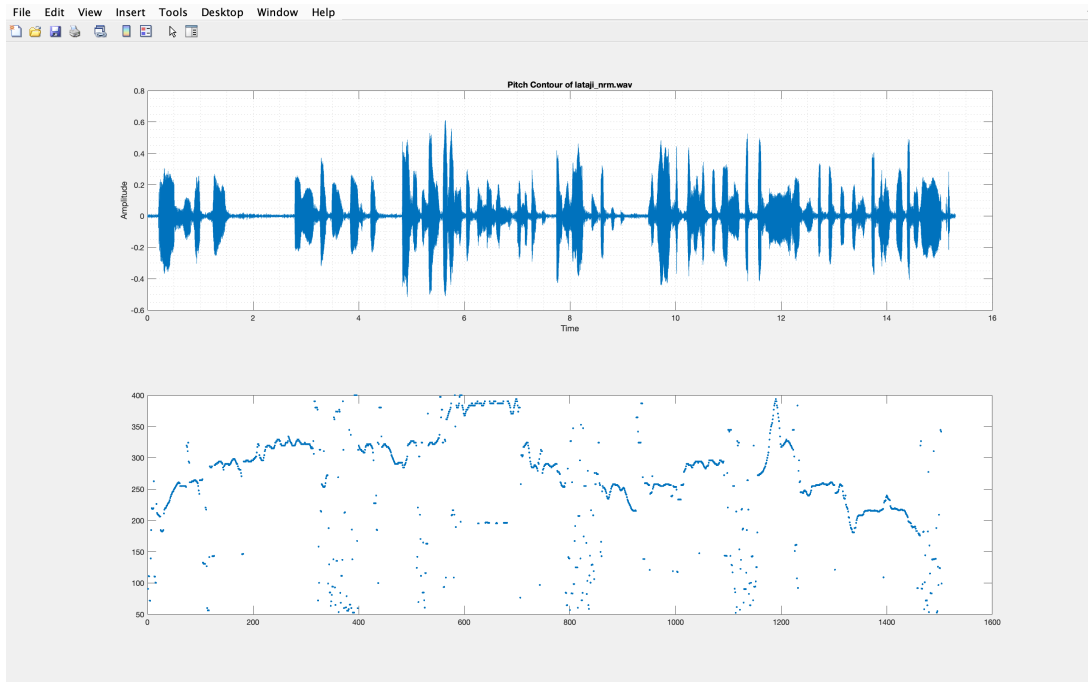 File Edit View Insert Tools Desktop Window Help
Pitch Contour of lataji_nrm.wav
0.8
0.6
0.4
0.2
0
-0.2
-0.4
-0.6
Amplitude
0 2 4 6 8 10 12 14 16
Time
400
350
300
250
200
150
100
50
0 200 400 600 800 1000 1200 1400 1600